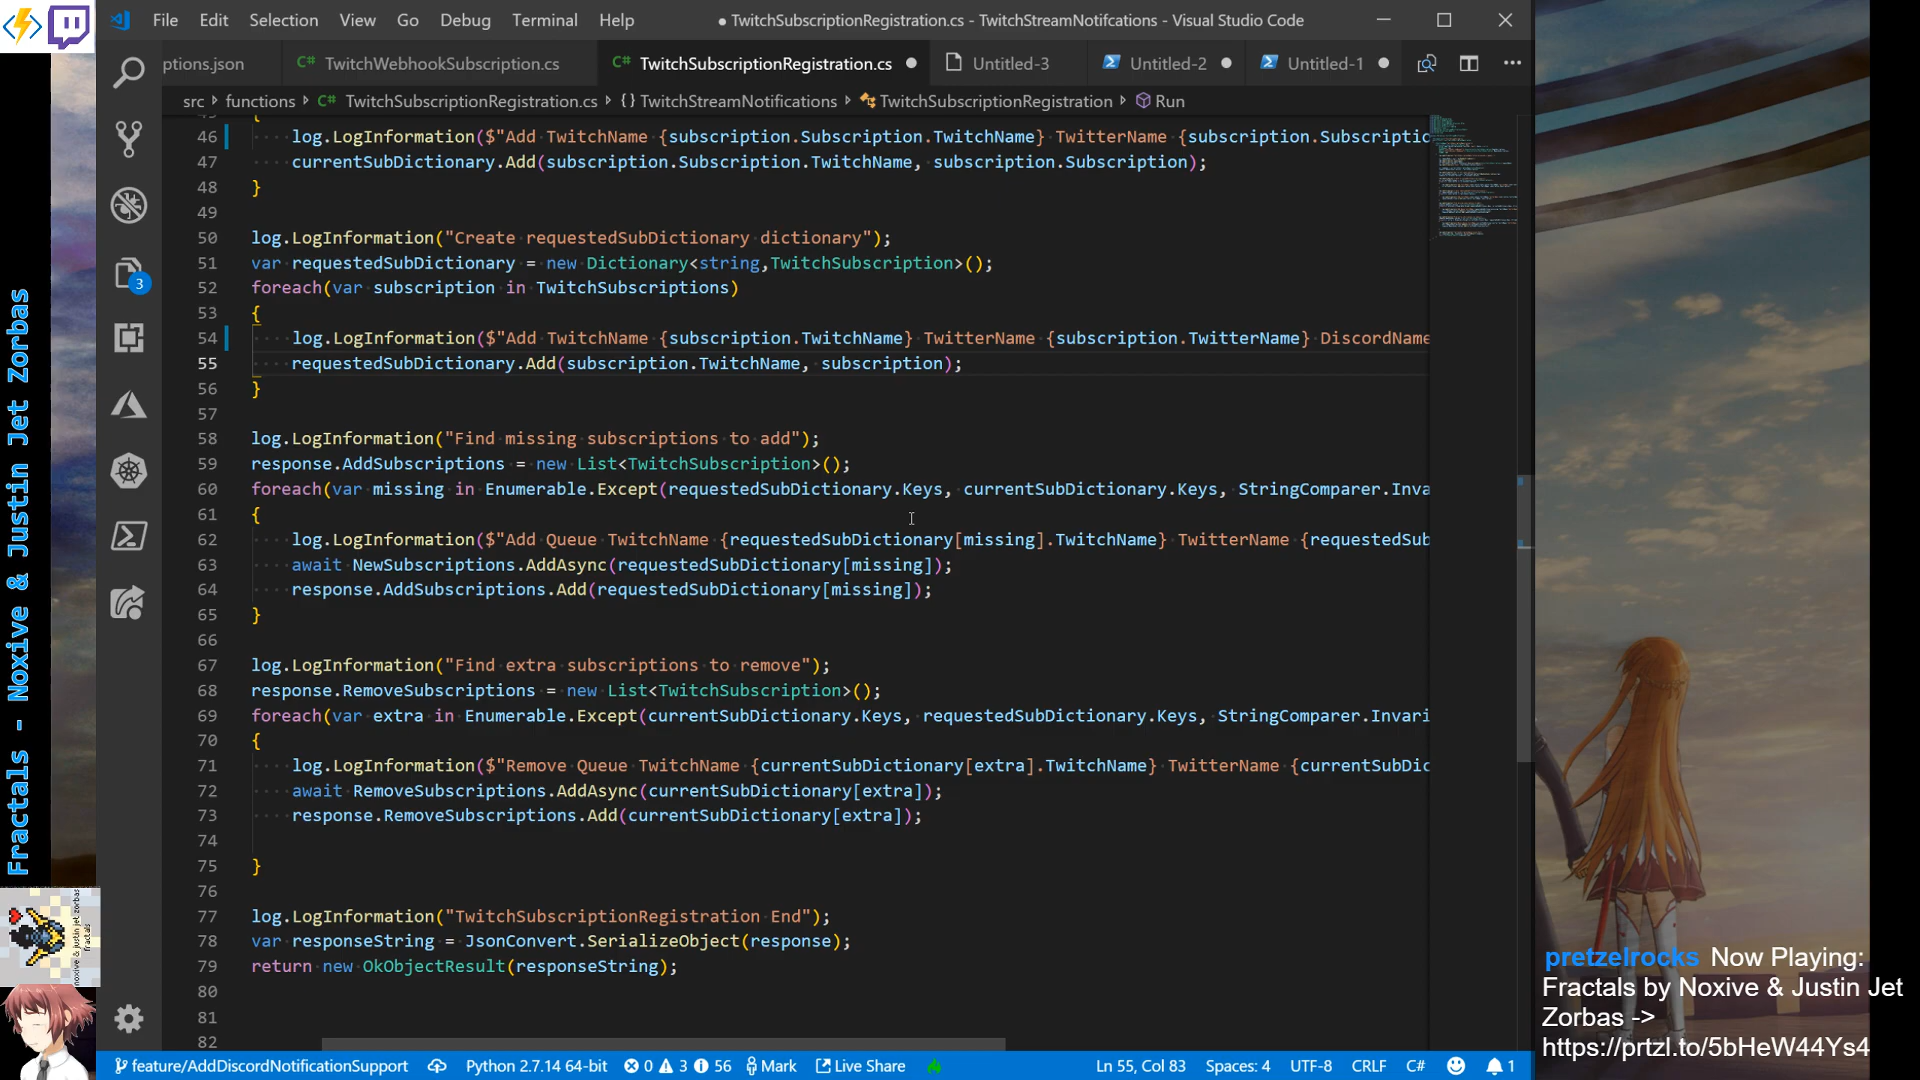 File Edit Selection View Go Debug Terminal Help
● TwitchSubscriptionRegistration.cs - TwitchStreamNotifcations - Visual Studio Code
ptions.json
C# TwitchWebhookSubscription.cs
C# TwitchSubscriptionRegistration.cs
Untitled-3
Untitled-2
Untitled-1
src › functions › C# TwitchSubscriptionRegistration.cs › {} TwitchStreamNotifications › TwitchSubscriptionRegistration › Run
{
46 log.LogInformation($"Add TwitchName {subscription.Subscription.TwitchName} TwitterName {subscription.Subscriptio
47 currentSubDictionary.Add(subscription.Subscription.TwitchName, subscription.Subscription);
48 }
49
50 log.LogInformation("Create requestedSubDictionary dictionary");
51 var requestedSubDictionary = new Dictionary<string,TwitchSubscription>();
52 foreach(var subscription in TwitchSubscriptions)
53 {
54 log.LogInformation($"Add TwitchName {subscription.TwitchName} TwitterName {subscription.TwitterName} DiscordName
55 requestedSubDictionary.Add(subscription.TwitchName, subscription);
56 }
57
58 log.LogInformation("Find missing subscriptions to add");
59 response.AddSubscriptions = new List<TwitchSubscription>();
60 foreach(var missing in Enumerable.Except(requestedSubDictionary.Keys, currentSubDictionary.Keys, StringComparer.Inva
61 {
62 log.LogInformation($"Add Queue TwitchName {requestedSubDictionary[missing].TwitchName} TwitterName {requestedSub
63 await NewSubscriptions.AddAsync(requestedSubDictionary[missing]);
64 response.AddSubscriptions.Add(requestedSubDictionary[missing]);
65 }
66
67 log.LogInformation("Find extra subscriptions to remove");
68 response.RemoveSubscriptions = new List<TwitchSubscription>();
69 foreach(var extra in Enumerable.Except(currentSubDictionary.Keys, requestedSubDictionary.Keys, StringComparer.Invari
70 {
71 log.LogInformation($"Remove Queue TwitchName {currentSubDictionary[extra].TwitchName} TwitterName {currentSubDic
72 await RemoveSubscriptions.AddAsync(currentSubDictionary[extra]);
73 response.RemoveSubscriptions.Add(currentSubDictionary[extra]);
74
75 }
76
77 log.LogInformation("TwitchSubscriptionRegistration End");
78 var responseString = JsonConvert.SerializeObject(response);
79 return new OkObjectResult(responseString);
80
81
82
3
feature/AddDiscordNotificationSupport Python 2.7.14 64-bit 0 3 56 Mark Live Share Ln 55, Col 83 Spaces: 4 UTF-8 CRLF C# 1
Fractals - Noxive & Justin Jet Zorbas
noxive & justin jet zorbas
fractals
pretzelrocks Now Playing:
Fractals by Noxive & Justin Jet
Zorbas ->
https://prtzl.to/5bHeW44Ys4